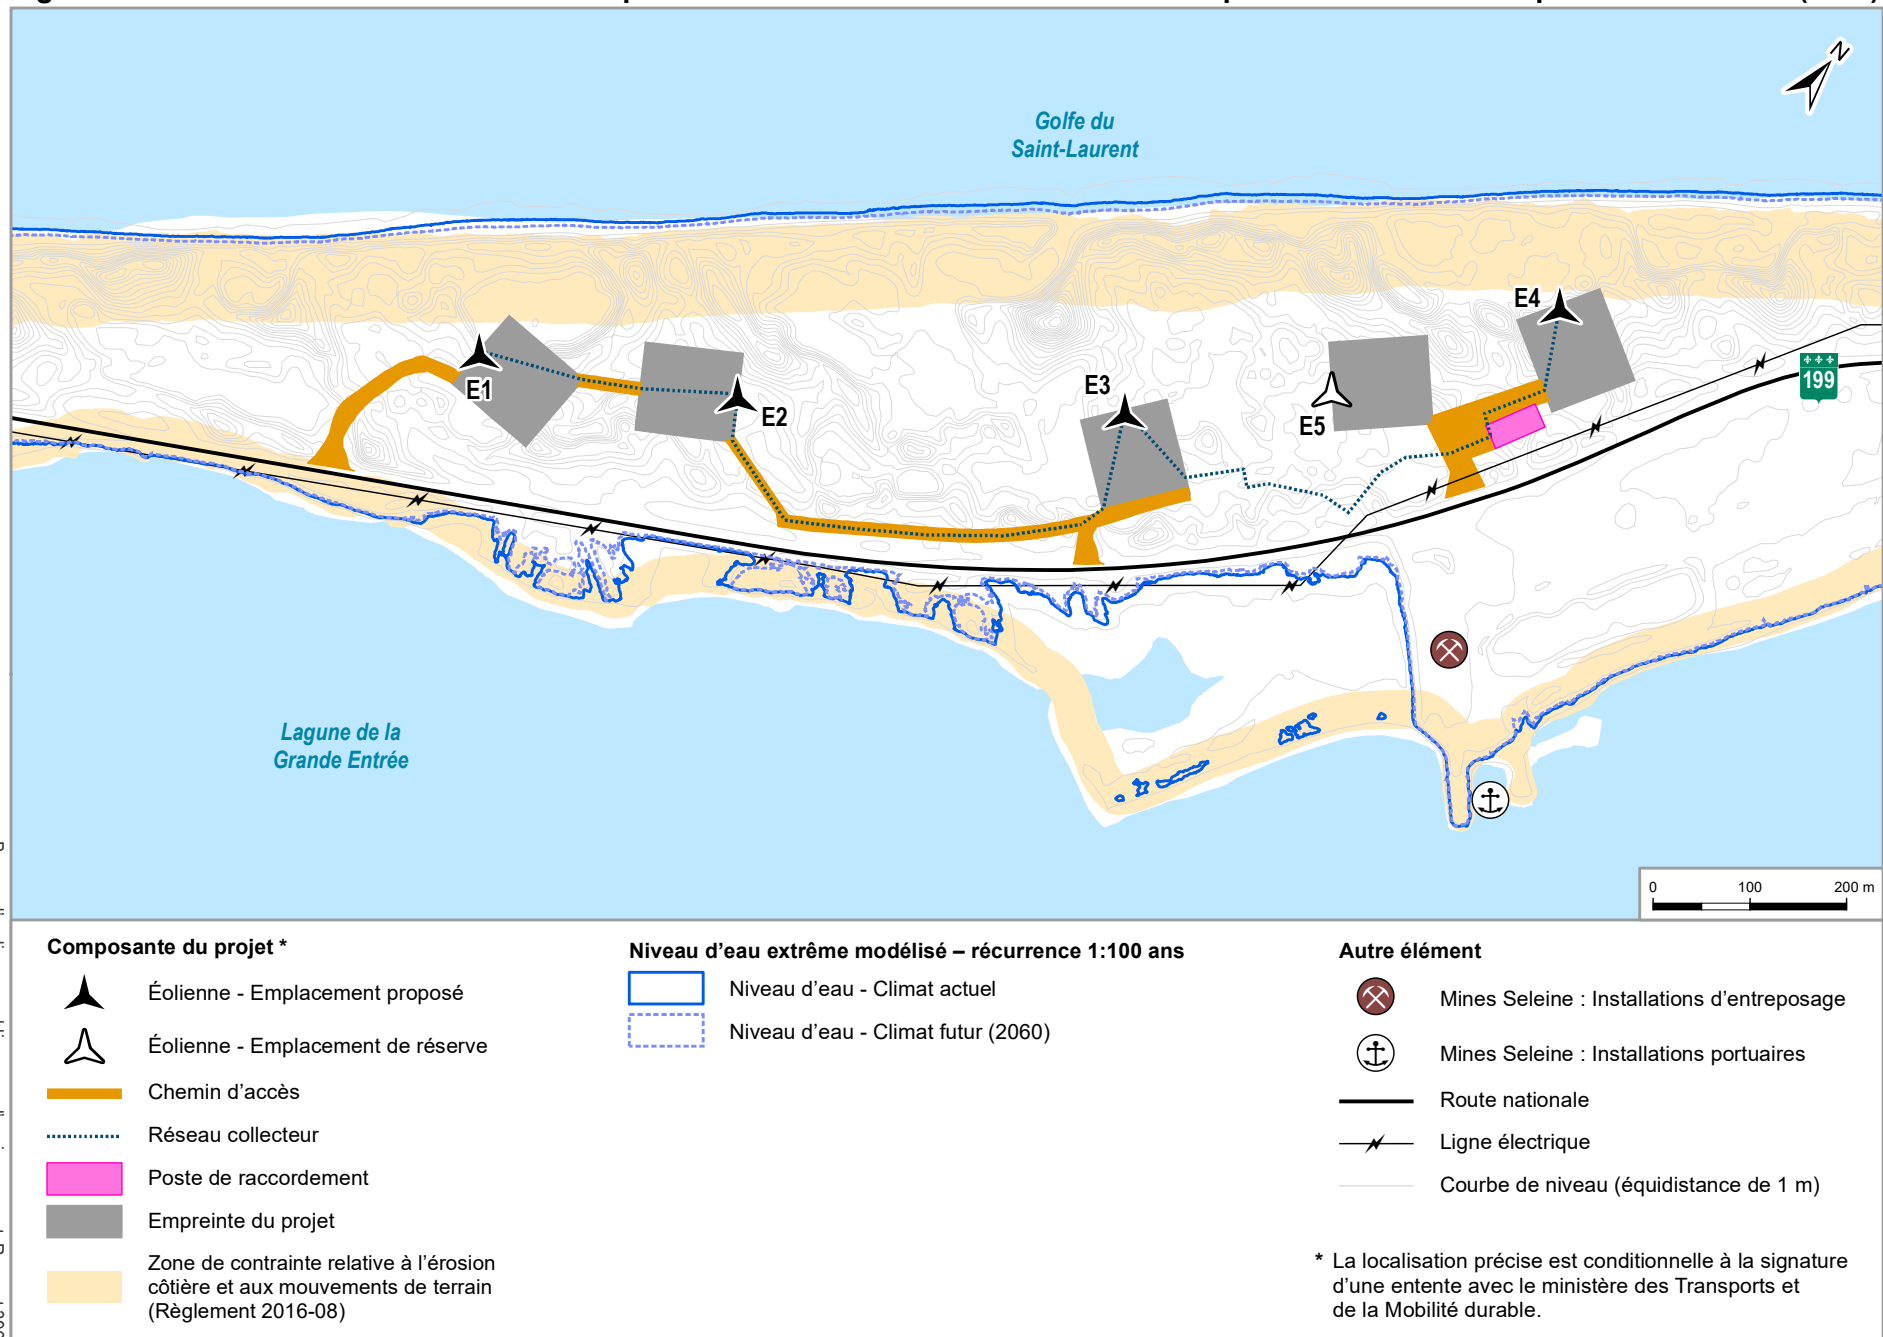 N
Golfe du
Saint-Laurent
E4
199
E1
E2
E3
E5
Lagune de la
Grande Entrée
0 100 200 m
Composante du projet *
Éolienne - Emplacement proposé
Éolienne - Emplacement de réserve
Chemin d'accès
Réseau collecteur
Poste de raccordement
Empreinte du projet
Zone de contrainte relative à l'érosion
côtière et aux mouvements de terrain
(Règlement 2016-08)
Niveau d'eau extrême modélisé – récurrence 1:100 ans
Niveau d'eau - Climat actuel
Niveau d'eau - Climat futur (2060)
Autre élément
Mines Seleine : Installations d'entreposage
Mines Seleine : Installations portuaires
Route nationale
Ligne électrique
Courbe de niveau (équidistance de 1 m)
* La localisation précise est conditionnelle à la signature
d'une entente avec le ministère des Transports et
de la Mobilité durable.